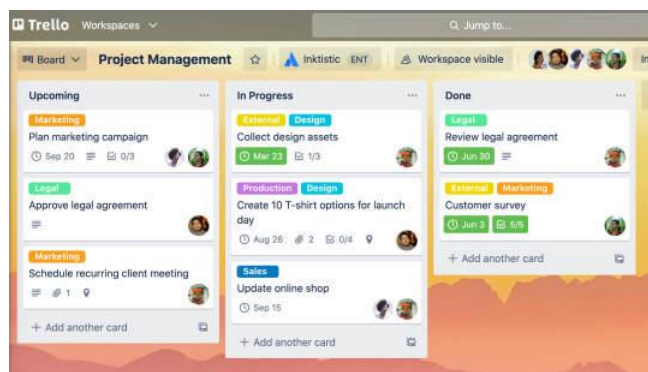 Trello Workspaces Jump to...
Board Project Management Inktistic ENT Workspace visible In
Upcoming
Marketing
Plan marketing campaign
Sep 20 0/3
Legal
Approve legal agreement
Marketing
Schedule recurring client meeting
1
+ Add another card
In Progress
External Design
Collect design assets
Mar 23 1/3
Production Design
Create 10 T-shirt options for launch
day
Aug 26 2 0/4
Sales
Update online shop
Sep 15
+ Add another card
Done
Legal
Review legal agreement
Jun 30
External Marketing
Customer survey
Jun 3 5/5
+ Add another card